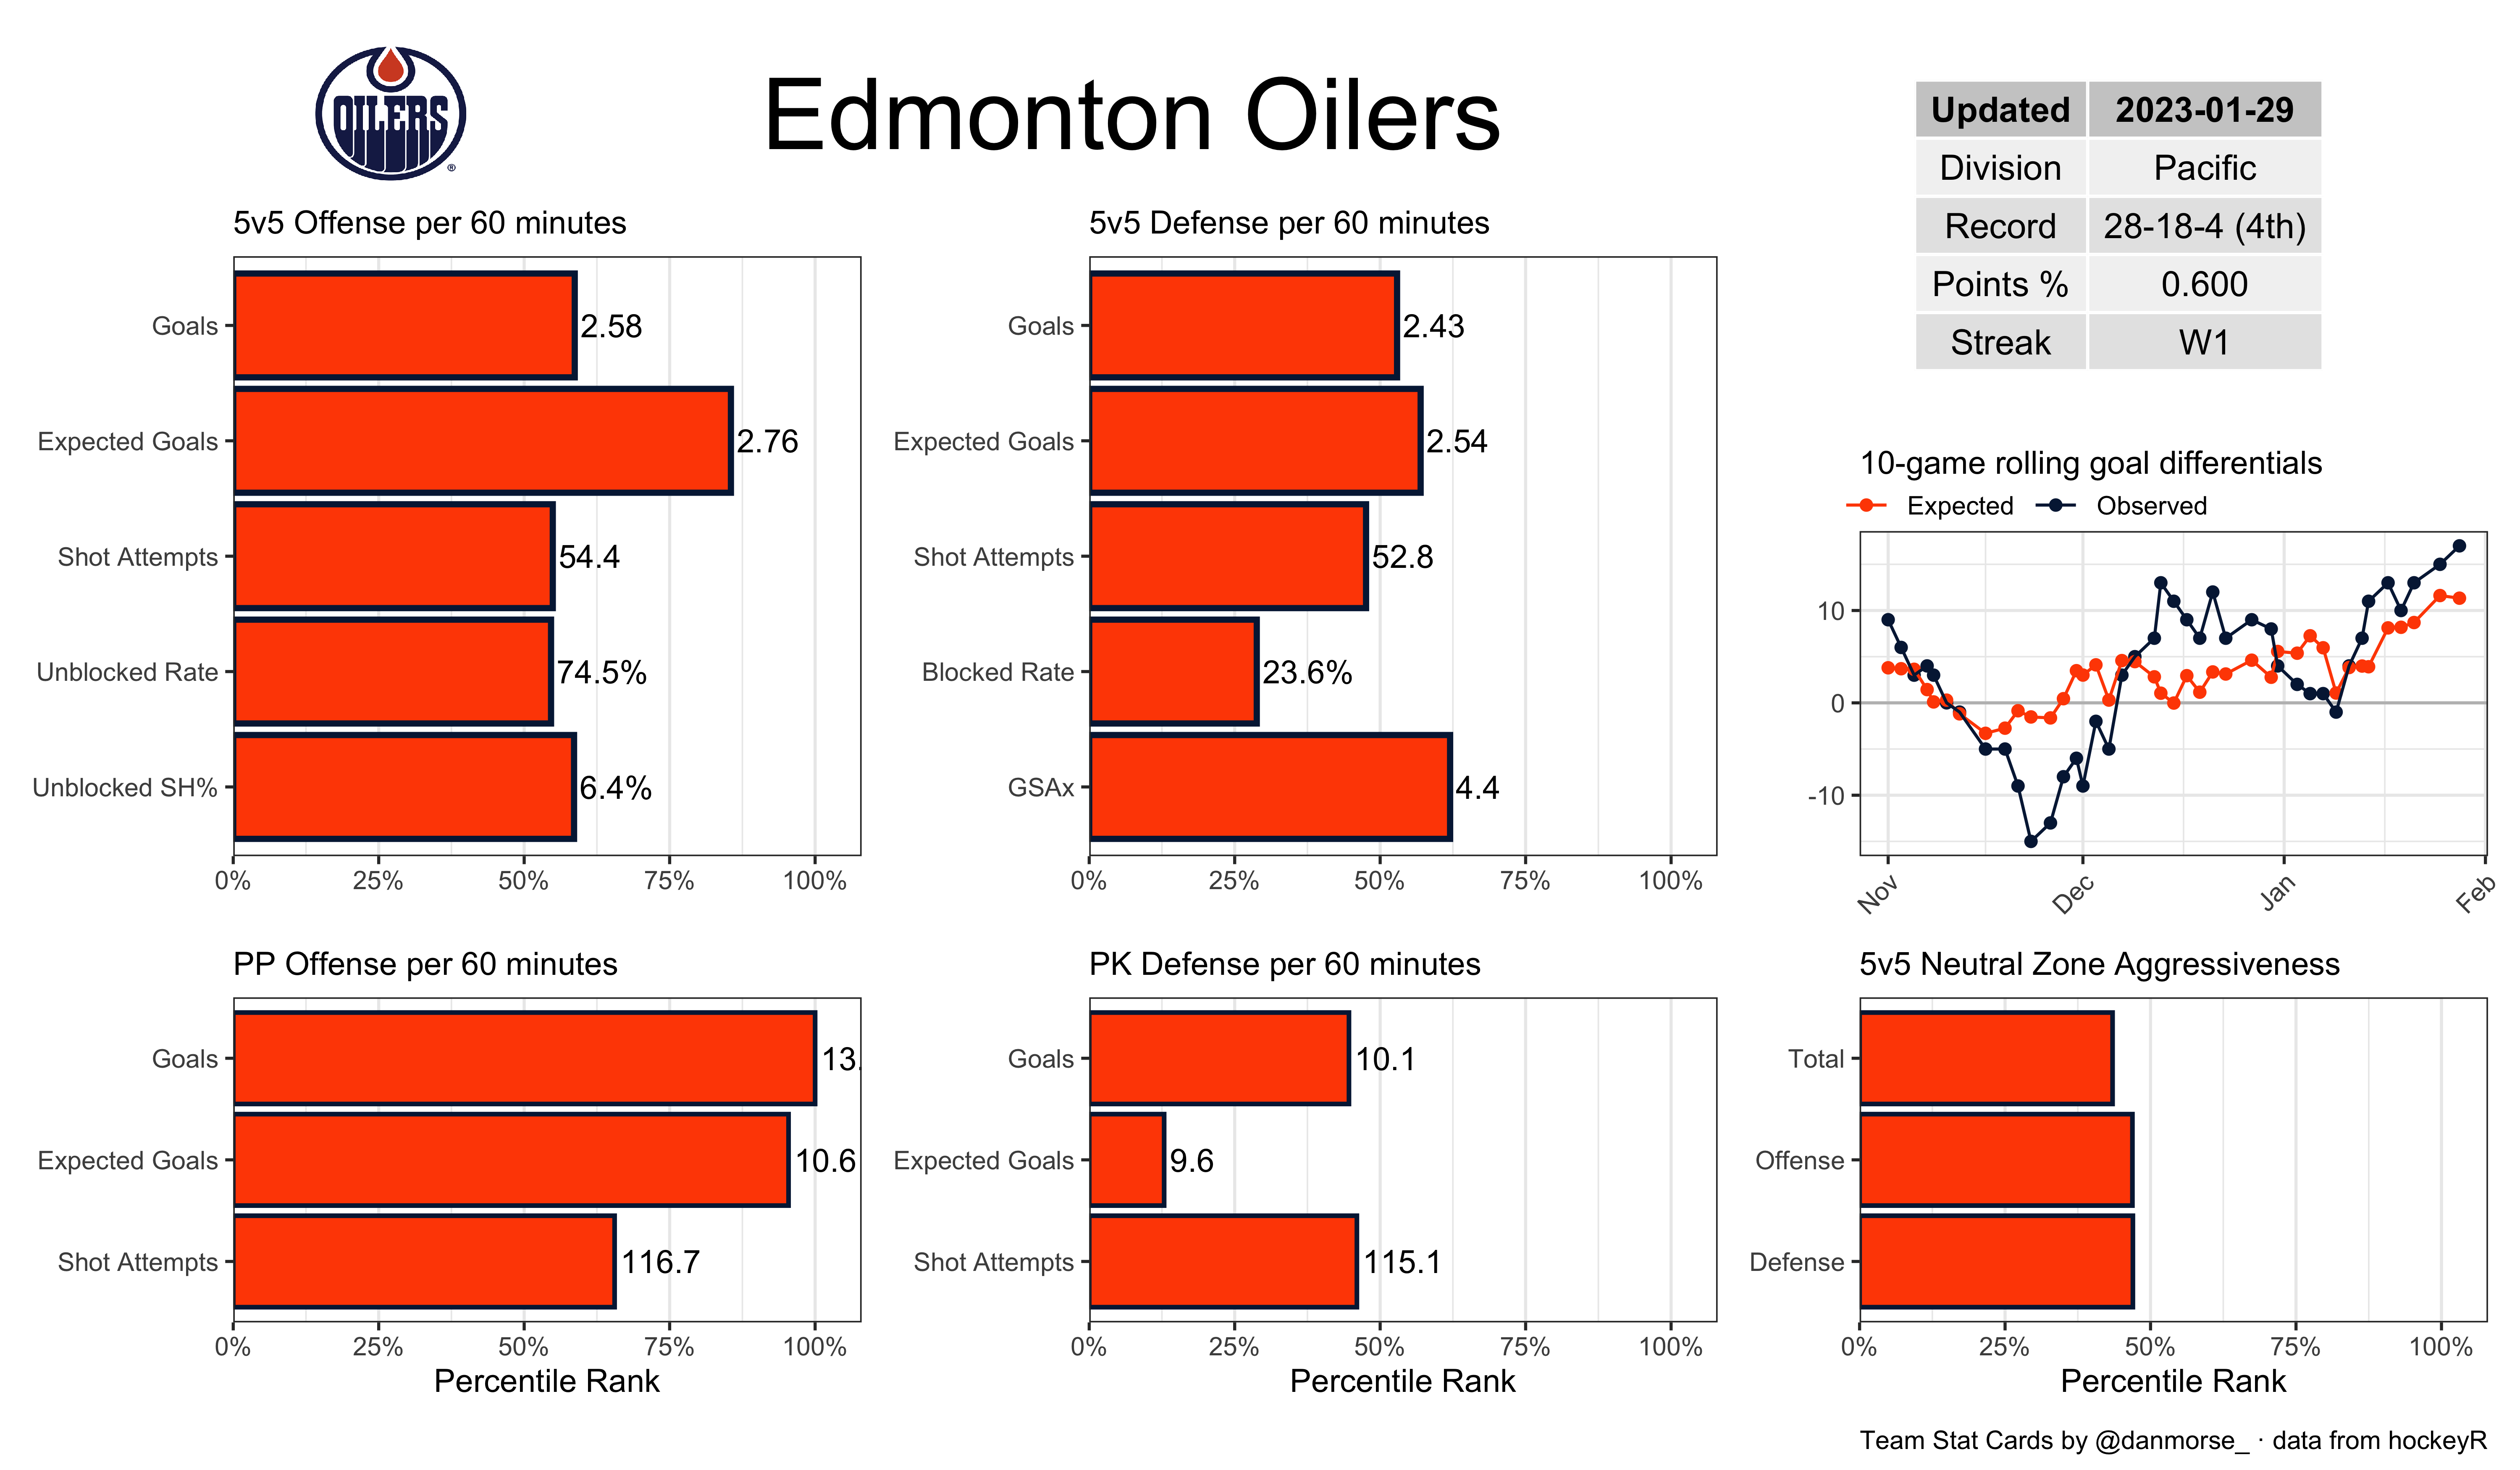 OILERS
®
Edmonton Oilers
Updated 2023-01-29
Division Pacific
Record 28-18-4 (4th)
Points % 0.600
Streak W1
5v5 Offense per 60 minutes
Goals 2.58
Expected Goals 2.76
Shot Attempts 54.4
Unblocked Rate 74.5%
Unblocked SH% 6.4%
0% 25% 50% 75% 100%
5v5 Defense per 60 minutes
Goals 2.43
Expected Goals 2.54
Shot Attempts 52.8
Blocked Rate 23.6%
GSAx 4.4
0% 25% 50% 75% 100%
10-game rolling goal differentials
Expected Observed
10
0
-10
Nov Dec Jan Feb
PP Offense per 60 minutes
Goals 13.
Expected Goals 10.6
Shot Attempts 116.7
0% 25% 50% 75% 100%
Percentile Rank
PK Defense per 60 minutes
Goals 10.1
Expected Goals 9.6
Shot Attempts 115.1
0% 25% 50% 75% 100%
Percentile Rank
5v5 Neutral Zone Aggressiveness
Total
Offense
Defense
0% 25% 50% 75% 100%
Percentile Rank
Team Stat Cards by @danmorse_ · data from hockeyR